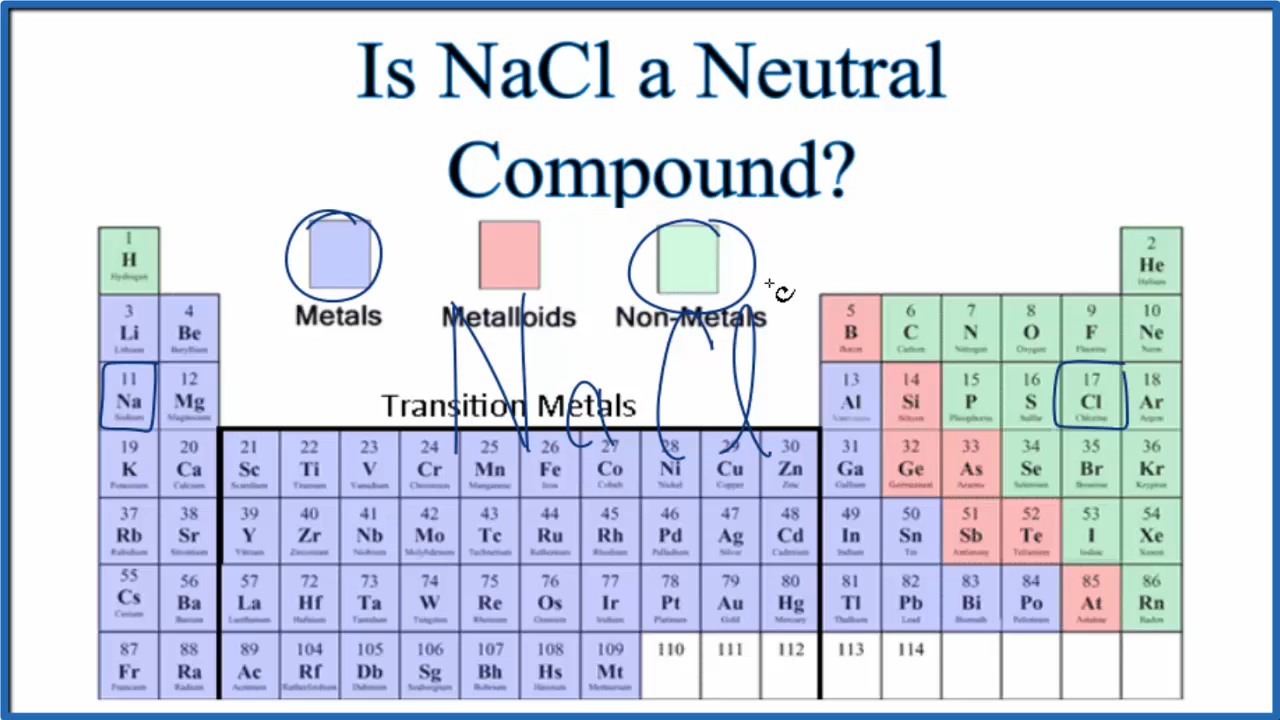 Is NaCl a Neutral
Compound?
Metals Metalloids Non-Metals
Na Cl
Transition Metals
1 2
H He
Hydrogen Helium
3 4 5 6 7 8 9 10
Li Be B C N O F Ne
Lithium Beryllium Boron Carbon Nitrogen Oxygen Fluorine Neon
11 12 13 14 15 16 17 18
Na Mg Al Si P S Cl Ar
Sodium Magnesium Silicon Phosphorus Chlorine Argon
19 20 21 22 23 24 25 26 27 28 29 30 31 32 33 34 35 36
K Ca Sc Ti V Cr Mn Fe Co Ni Cu Zn Ga Ge As Se Br Kr
Potassium Calcium Scandium Titanium Vanadium Chromium Manganese Iron Cobalt Nickel Copper Zinc Gallium Germanium Arsenic Selenium Bromine Krypton
37 38 39 40 41 42 43 44 45 46 47 48 49 50 51 52 53 54
Rb Sr Y Zr Nb Mo Tc Ru Rh Pd Ag Cd In Sn Sb Te I Xe
Rubidium Strontium Yttrium Zirconium Niobium Molybdenum Technetium Ruthenium Rhodium Palladium Silver Cadmium Indium Tin Antimony Tellurium Iodine Xenon
55 56 57 72 73 74 75 76 77 78 79 80 81 82 83 84 85 86
Cs Ba La Hf Ta W Re Os Ir Pt Au Hg Tl Pb Bi Po At Rn
Cesium Barium Lanthanum Hafnium Tantalum Tungsten Rhenium Osmium Iridium Platinum Gold Mercury Thallium Lead Bismuth Polonium Astatine Radon
87 88 89 104 105 106 107 108 109 110 111 112 113 114
Fr Ra Ac Rf Db Sg Bh Hs Mt
Francium Radium Actinium Rutherfordium Dubnium Seaborgium Bohrium Hassium Meitnerium